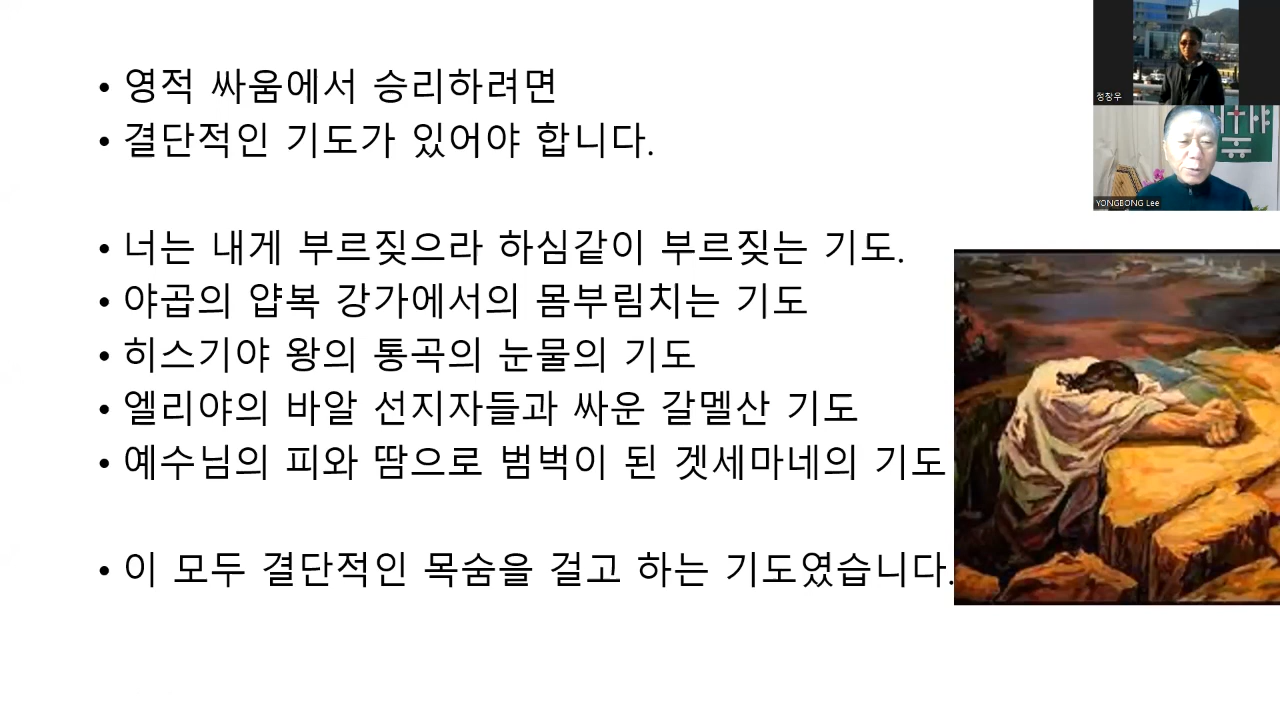 • 영적 싸움에서 승리하려면
• 결단적인 기도가 있어야 합니다.
• 너는 내게 부르짖으라 하심같이 부르짖는 기도.
• 야곱의 얍복 강가에서의 몸부림치는 기도
• 히스기야 왕의 통곡의 눈물의 기도
• 엘리야의 바알 선지자들과 싸운 갈멜산 기도
• 예수님의 피와 땀으로 범벅이 된 겟세마네의 기도
• 이 모두 결단적인 목숨을 걸고 하는 기도였습니다.
정창우
YONGBONG Lee